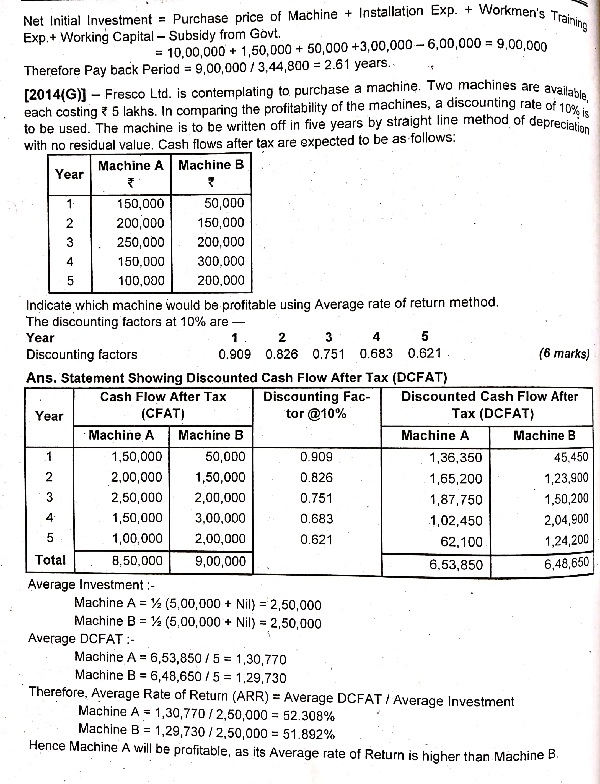 Net Initial Investment = Purchase price of Machine + Installation Exp. + Workmen's Training
Exp.+ Working Capital – Subsidy from Govt.
= 10,00,000 + 1,50,000 + 50,000 +3,00,000 – 6,00,000 = 9,00,000
Therefore Pay back Period = 9,00,000 / 3,44,800 = 2.61 years.
[2014(G)] – Fresco Ltd. is contemplating to purchase a machine. Two machines are available,
each costing ₹ 5 lakhs. In comparing the profitability of the machines, a discounting rate of 10% is
to be used. The machine is to be written off in five years by straight line method of depreciation
with no residual value. Cash flows after tax are expected to be as follows:
Year Machine A ₹ Machine B ₹
1 150,000 50,000
2 200,000 150,000
3 250,000 200,000
4 150,000 300,000
5 100,000 200,000
Indicate which machine would be profitable using Average rate of return method.
The discounting factors at 10% are —
Year 1 2 3 4 5
Discounting factors 0.909 0.826 0.751 0.683 0.621 (6 marks)
Ans. Statement Showing Discounted Cash Flow After Tax (DCFAT)
Year Cash Flow After Tax (CFAT) Discounting Fac- tor @10% Discounted Cash Flow After Tax (DCFAT)
Machine A Machine B Machine A Machine B
1 1,50,000 50,000 0.909 1,36,350 45,450
2 2,00,000 1,50,000 0.826 1,65,200 1,23,900
3 2,50,000 2,00,000 0.751 1,87,750 1,50,200
4 1,50,000 3,00,000 0.683 1,02,450 2,04,900
5 1,00,000 2,00,000 0.621 62,100 1,24,200
Total 8,50,000 9,00,000 6,53,850 6,48,650
Average Investment :-
Machine A = ½ (5,00,000 + Nil) = 2,50,000
Machine B = ½ (5,00,000 + Nil) = 2,50,000
Average DCFAT :-
Machine A = 6,53,850 / 5 = 1,30,770
Machine B = 6,48,650 / 5 = 1,29,730
Therefore, Average Rate of Return (ARR) = Average DCFAT / Average Investment
Machine A = 1,30,770 / 2,50,000 = 52.308%
Machine B = 1,29,730 / 2,50,000 = 51.892%
Hence Machine A will be profitable, as its Average rate of Return is higher than Machine B.